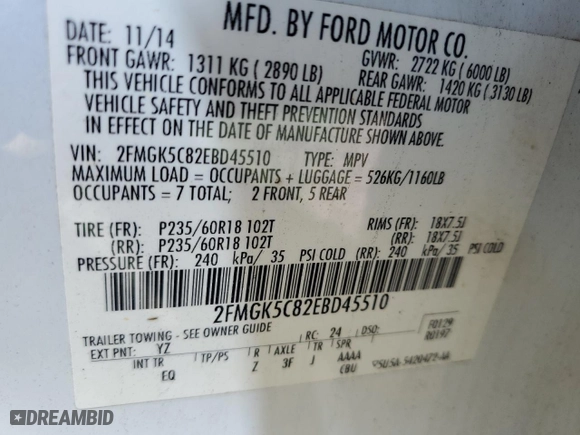 MFD. BY FORD MOTOR CO.
DATE: 11/14 GVWR: 2722 KG (6000 LB)
FRONT GAWR: 1311 KG (2890 LB) REAR GAWR: 1420 KG (3130 LB)
THIS VEHICLE CONFORMS TO ALL APPLICABLE FEDERAL MOTOR
VEHICLE SAFETY AND THEFT PREVENTION STANDARDS
IN EFFECT ON THE DATE OF MANUFACTURE SHOWN ABOVE.
VIN: 2FMGK5C82EBD45510 TYPE: MPV
MAXIMUM LOAD = OCCUPANTS + LUGGAGE = 526KG/1160LB
OCCUPANTS = 7 TOTAL; 2 FRONT, 5 REAR
TIRE (FR): P235/60R18 102T RIMS (FR): 18X7.5J
(RR): P235/60R18 102T (RR): 18X7.5J
PRESSURE (FR): 240 kPa/ 35 PSI COLD (RR): 240 kPa/ 35 PSI COLD
2FMGK5C82EBD45510
TRAILER TOWING - SEE OWNER GUIDE RC: 24 DSO: F0129
EXT PNT: YZ R0197
INT TR TP/PS R AXLE TR SPR
EQ Z 3F J AAAA
CBU
DREAMBID